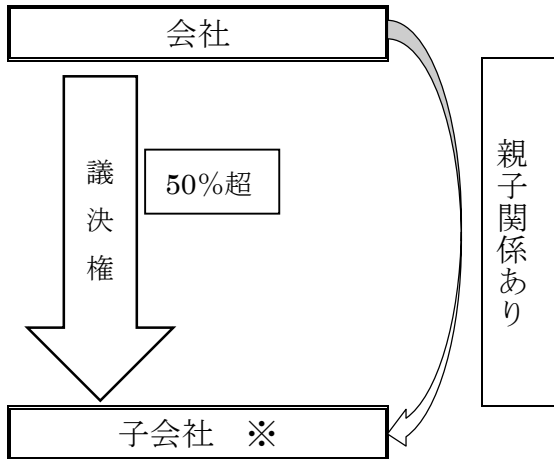 会社
議決権
50％超
親子関係あり
子会社　※